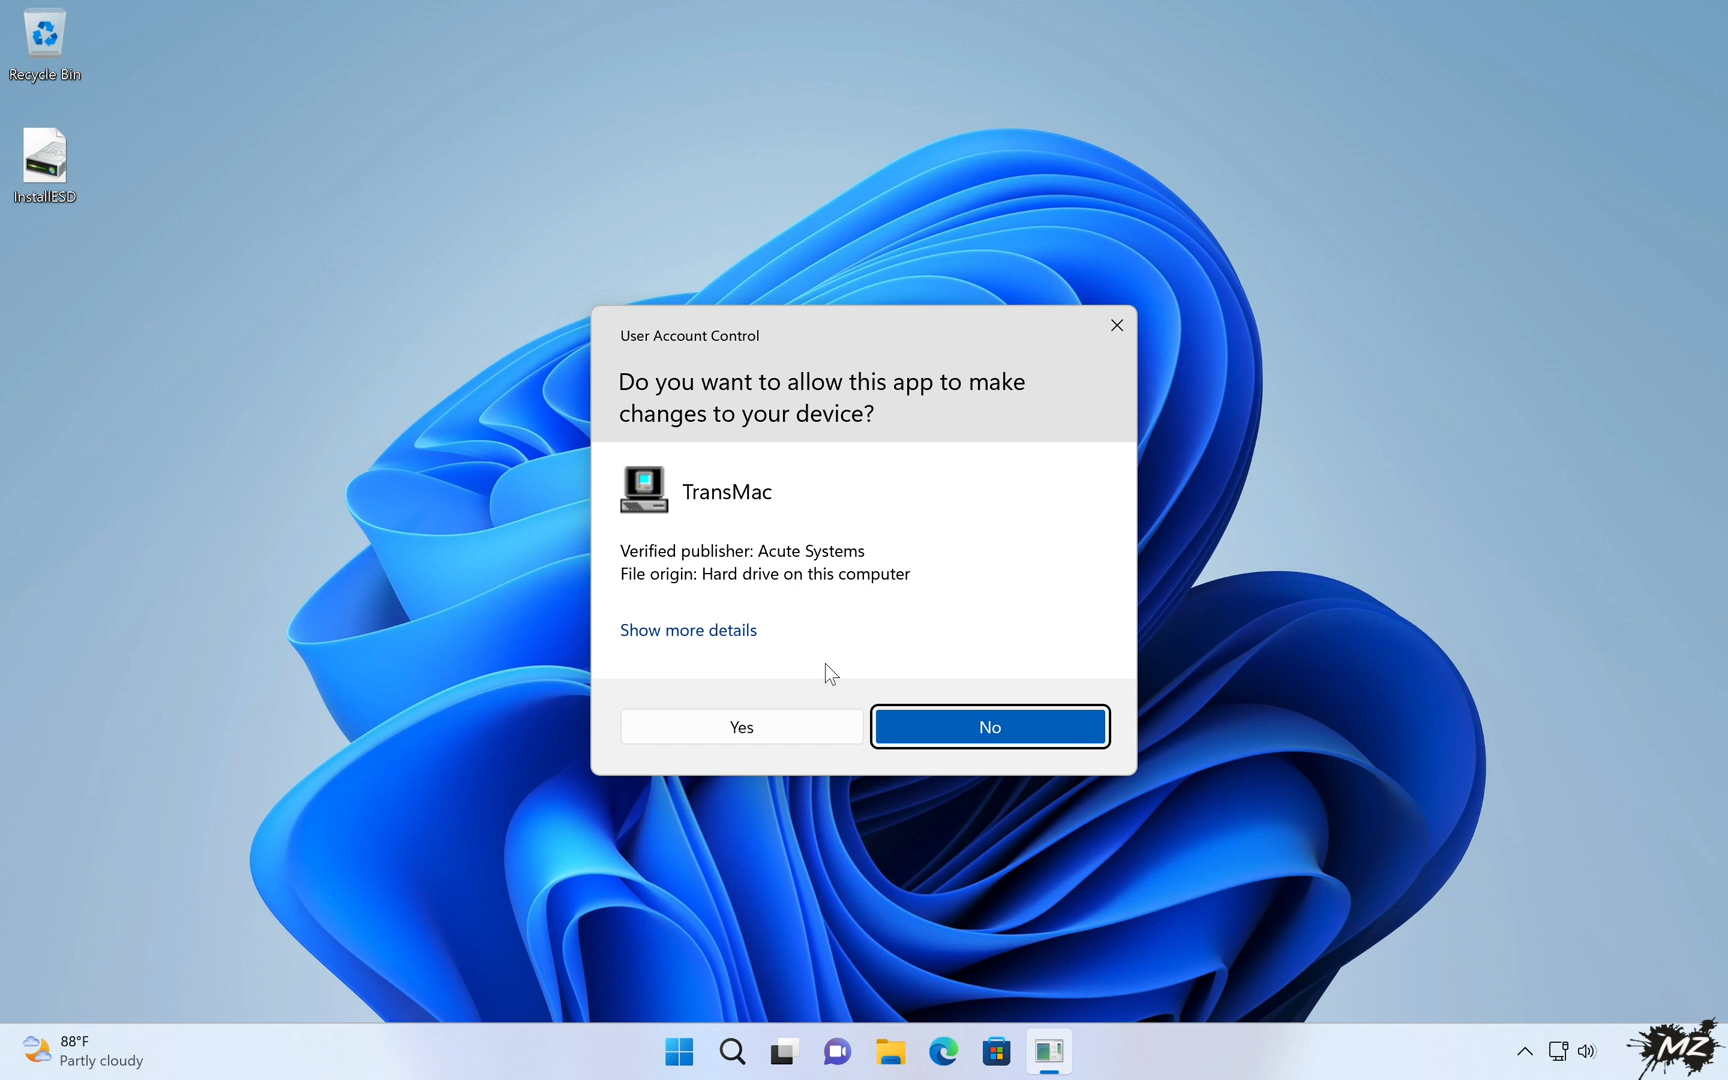 Recycle Bin
InstallESD
User Account Control
Do you want to allow this app to make
changes to your device?
TransMac
Verified publisher: Acute Systems
File origin: Hard drive on this computer
Show more details
Yes
No
88°F
Partly cloudy
MZ